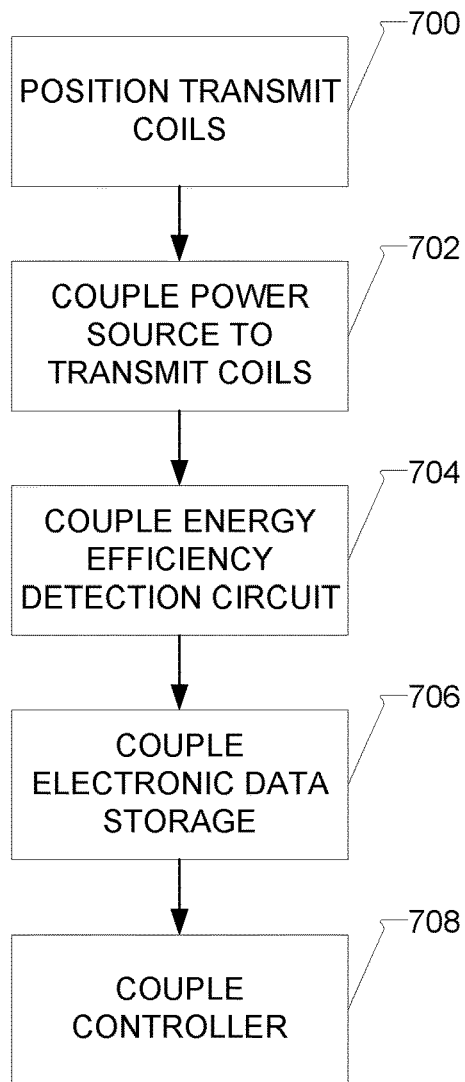 700
POSITION TRANSMIT
COILS
702
COUPLE POWER
SOURCE TO
TRANSMIT COILS
704
COUPLE ENERGY
EFFICIENCY
DETECTION CIRCUIT
706
COUPLE
ELECTRONIC DATA
STORAGE
708
COUPLE
CONTROLLER